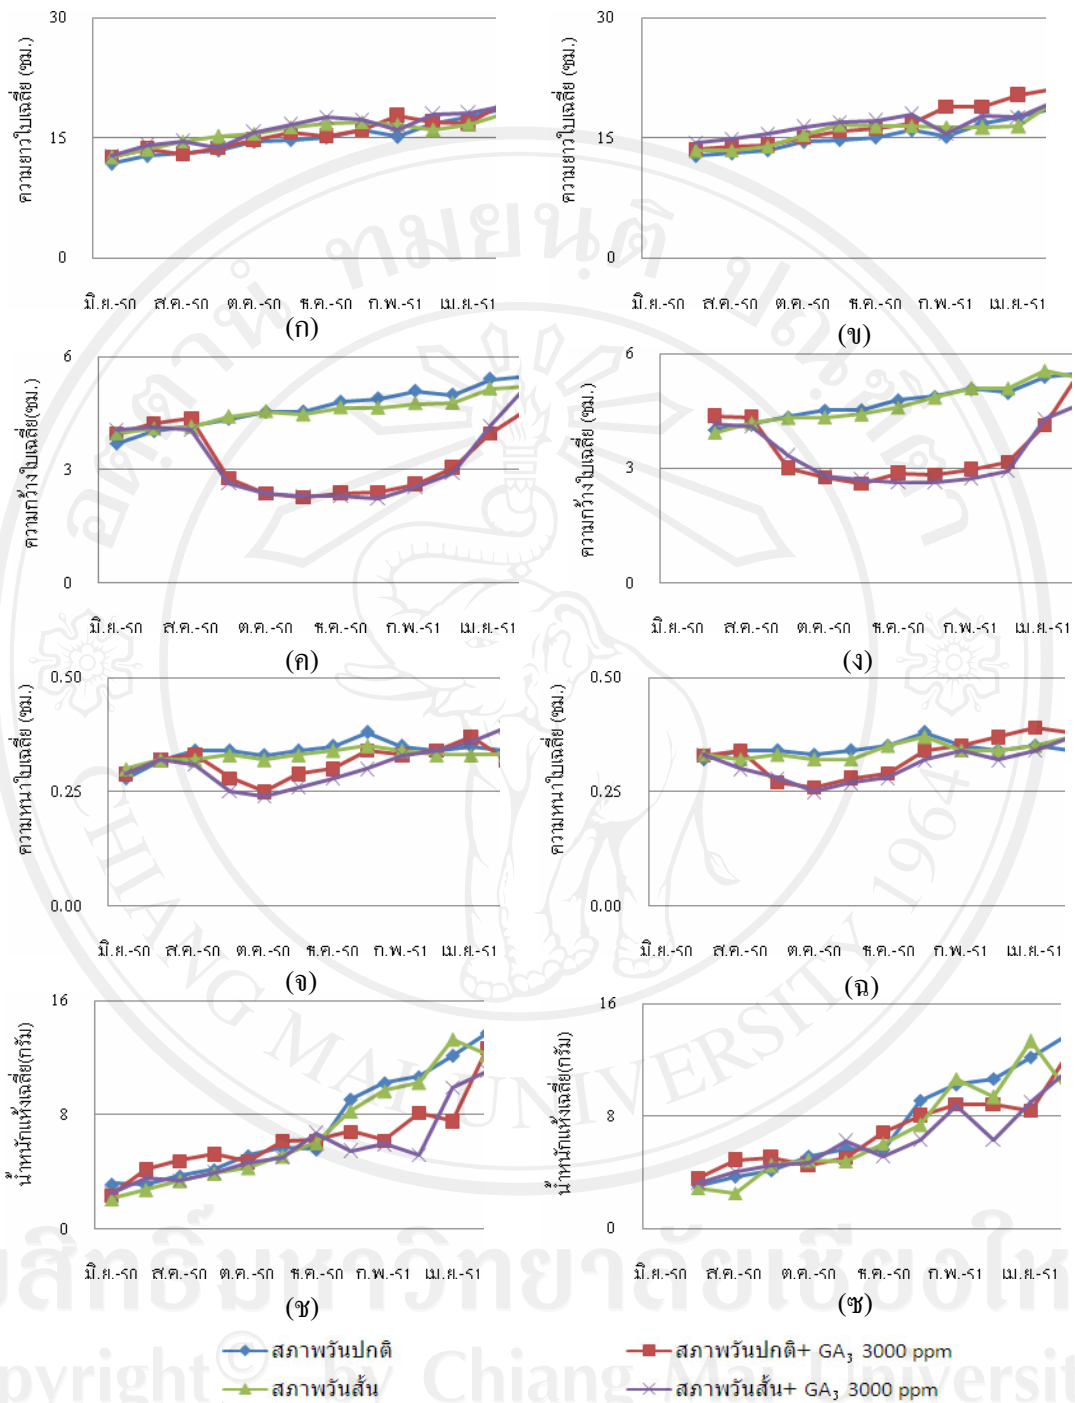 30
30
ความยาวใบเฉลี่ย (ซม.)
ความยาวใบเฉลี่ย (ซม.)
15
15
0
0
มิ.ย.-50 ส.ค.-50 ต.ค.-50 ธ.ค.-50 ก.พ.-51 เม.ย.-51
มิ.ย.-50 ส.ค.-50 ต.ค.-50 ธ.ค.-50 ก.พ.-51 เม.ย.-51
(ก)
(ข)
6
6
ความกว้างใบเฉลี่ย(ซม.)
ความกว้างใบเฉลี่ย (ซม.)
3
3
0
0
มิ.ย.-50 ส.ค.-50 ต.ค.-50 ธ.ค.-50 ก.พ.-51 เม.ย.-51
มิ.ย.-50 ส.ค.-50 ต.ค.-50 ธ.ค.-50 ก.พ.-51 เม.ย.-51
(ค)
(ง)
0.50
0.50
ความหนาใบเฉลี่ย (ซม.)
ความหนาใบเฉลี่ย (ซม.)
0.25
0.25
0.00
0.00
มิ.ย.-50 ส.ค.-50 ต.ค.-50 ธ.ค.-50 ก.พ.-51 เม.ย.-51
มิ.ย.-50 ส.ค.-50 ต.ค.-50 ธ.ค.-50 ก.พ.-51 เม.ย.-51
(จ)
(ฉ)
16
16
น้ำหนักแห้งเฉลี่ย(กรัม)
น้ำหนักแห้งเฉลี่ย(กรัม)
8
8
0
0
มิ.ย.-50 ส.ค.-50 ต.ค.-50 ธ.ค.-50 ก.พ.-51 เม.ย.-51
มิ.ย.-50 ส.ค.-50 ต.ค.-50 ธ.ค.-50 ก.พ.-51 เม.ย.-51
(ช)
(ซ)
สภาพวันปกติ
สภาพวันปกติ+ GA₃ 3000 ppm
สภาพวันสั้น
สภาพวันสั้น+ GA₃ 3000 ppm
CHIANG MAI UNIVERSITY 1964
by Chiang Mai